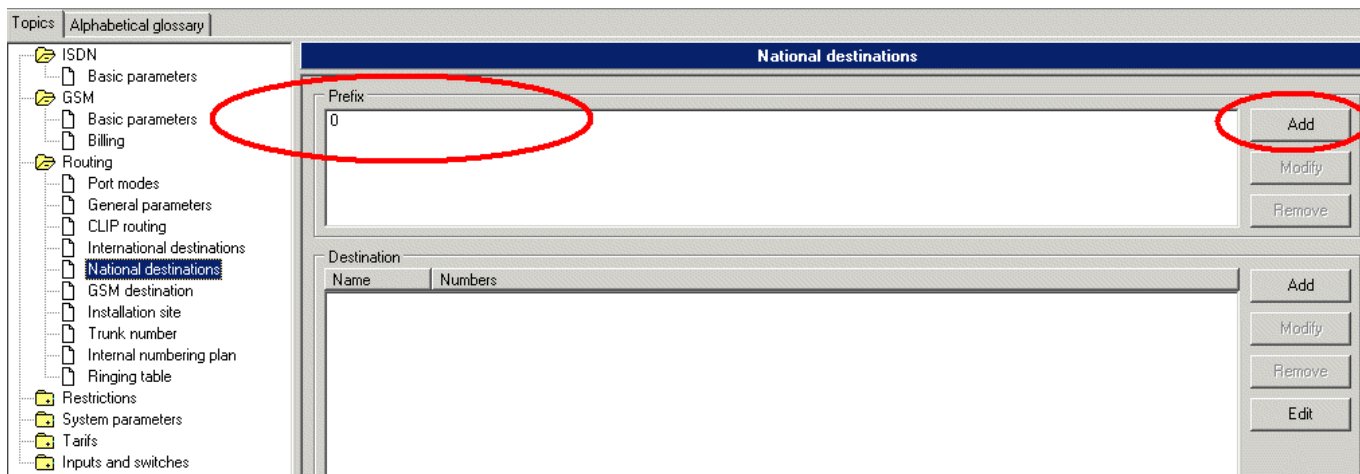 Topics Alphabetical glossary
ISDN
Basic parameters
GSM
Basic parameters
Billing
Routing
Port modes
General parameters
CLIP routing
International destinations
National destinations
GSM destination
Installation site
Trunk number
Internal numbering plan
Ringing table
Restrictions
System parameters
Tarifs
Inputs and switches
National destinations
Prefix
0
Add
Modify
Remove
Destination
Name Numbers
Add
Modify
Remove
Edit